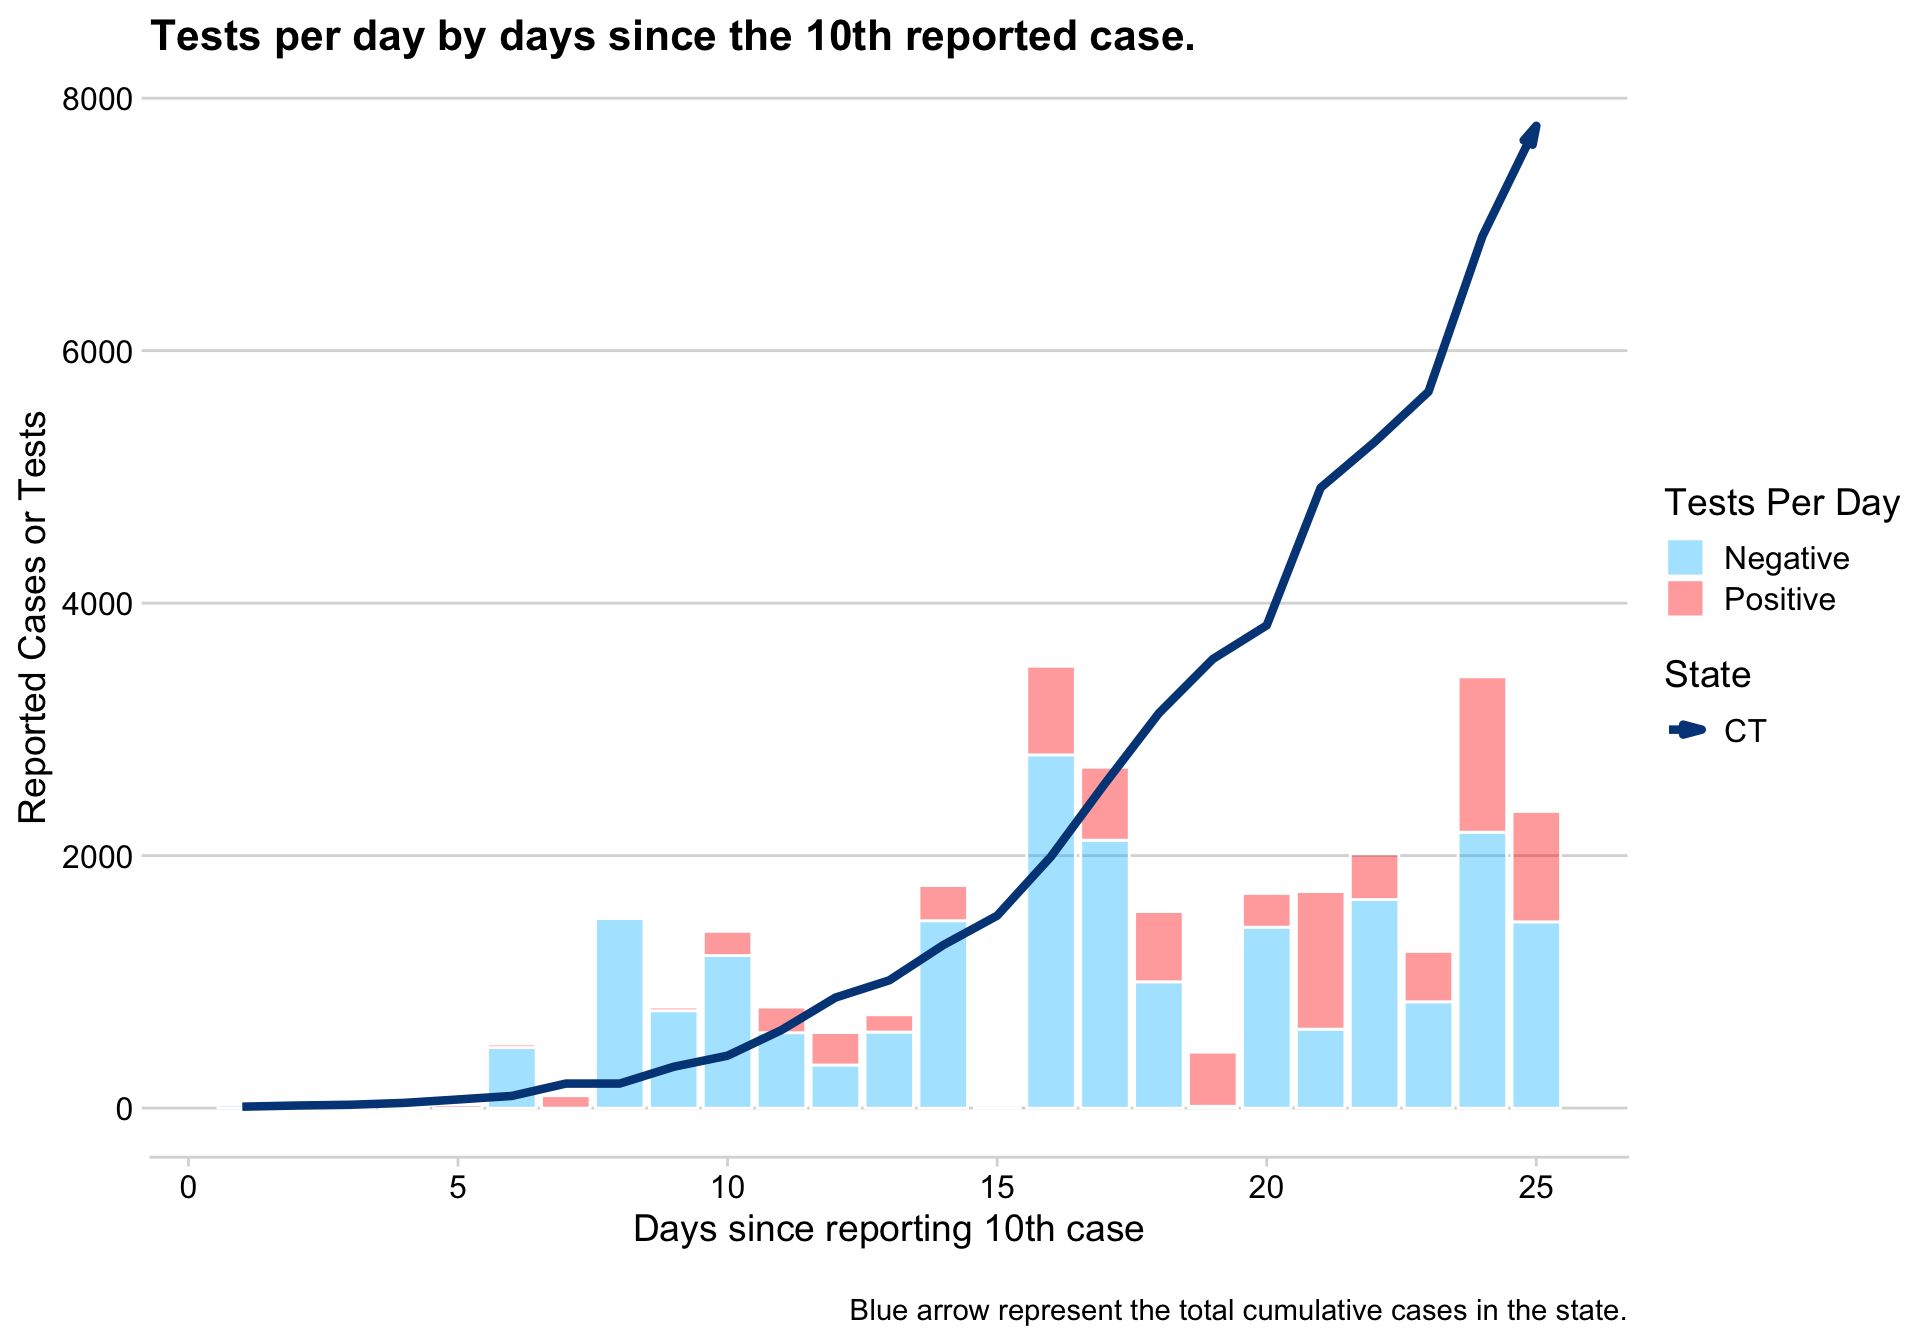 Tests per day by days since the 10th reported case.
8000
6000
4000
2000
0
Reported Cases or Tests
0 5 10 15 20 25
Days since reporting 10th case
Tests Per Day
Negative
Positive
State
CT
Blue arrow represent the total cumulative cases in the state.